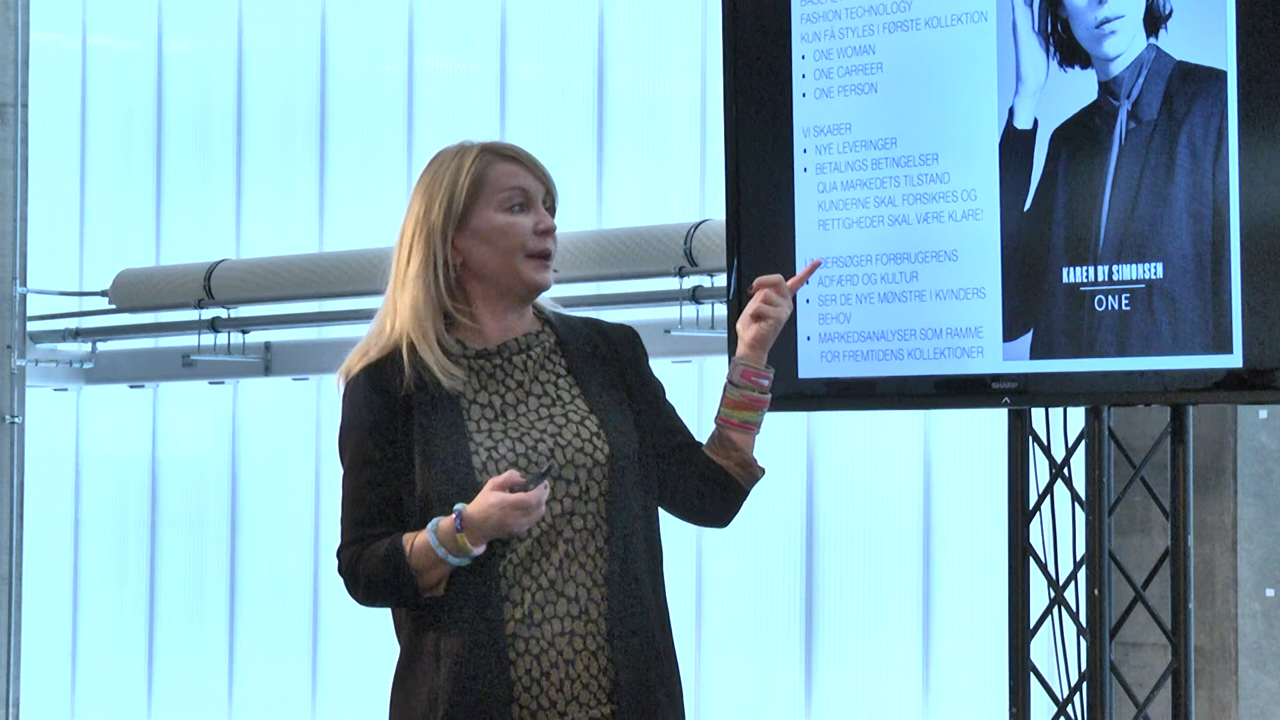 FASHION TECHNOLOGY
KUN FÅ STYLES I FØRSTE KOLLEKTION
• ONE WOMAN
• ONE CARREER
• ONE PERSON
VI SKABER
• NYE LEVERINGER
• BETALINGS BETINGELSER
QUA MARKEDETS TILSTAND
KUNDERNE SKAL FORSIKRES OG
RETTIGHEDER SKAL VÆRE KLARE!
UNDERSØGER FORBRUGERENS
• ADFÆRD OG KULTUR
• SER DE NYE MØNSTRE I KVINDERS
BEHOV
• MARKEDSANALYSER SOM RAMME
FOR FREMTIDENS KOLLEKTIONER
KAREN BY SIMONSEN
ONE
SHARP